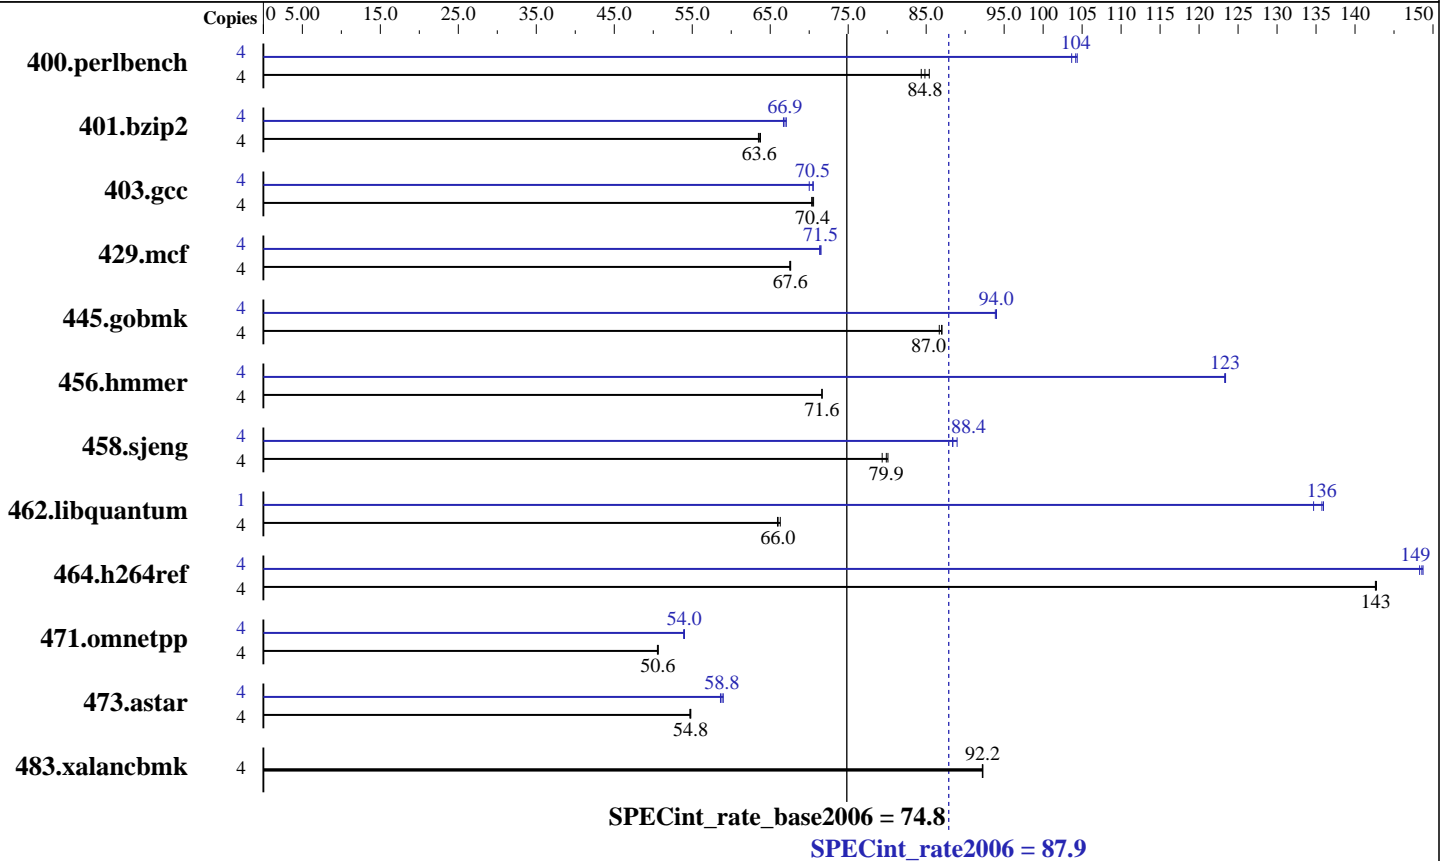 Copies 0 5.00 15.0 25.0 35.0 45.0 55.0 65.0 75.0 85.0 95.0 100 105 110 115 120 125 130 135 140 150
400.perlbench 4 104
4 84.8
401.bzip2 4 66.9
4 63.6
403.gcc 4 70.5
4 70.4
429.mcf 4 71.5
4 67.6
445.gobmk 4 94.0
4 87.0
456.hmmer 4 123
4 71.6
458.sjeng 4 88.4
4 79.9
462.libquantum 1 136
4 66.0
464.h264ref 4 149
4 143
471.omnetpp 4 54.0
4 50.6
473.astar 4 58.8
4 54.8
483.xalancbmk 4 92.2
SPECint_rate_base2006 = 74.8
SPECint_rate2006 = 87.9